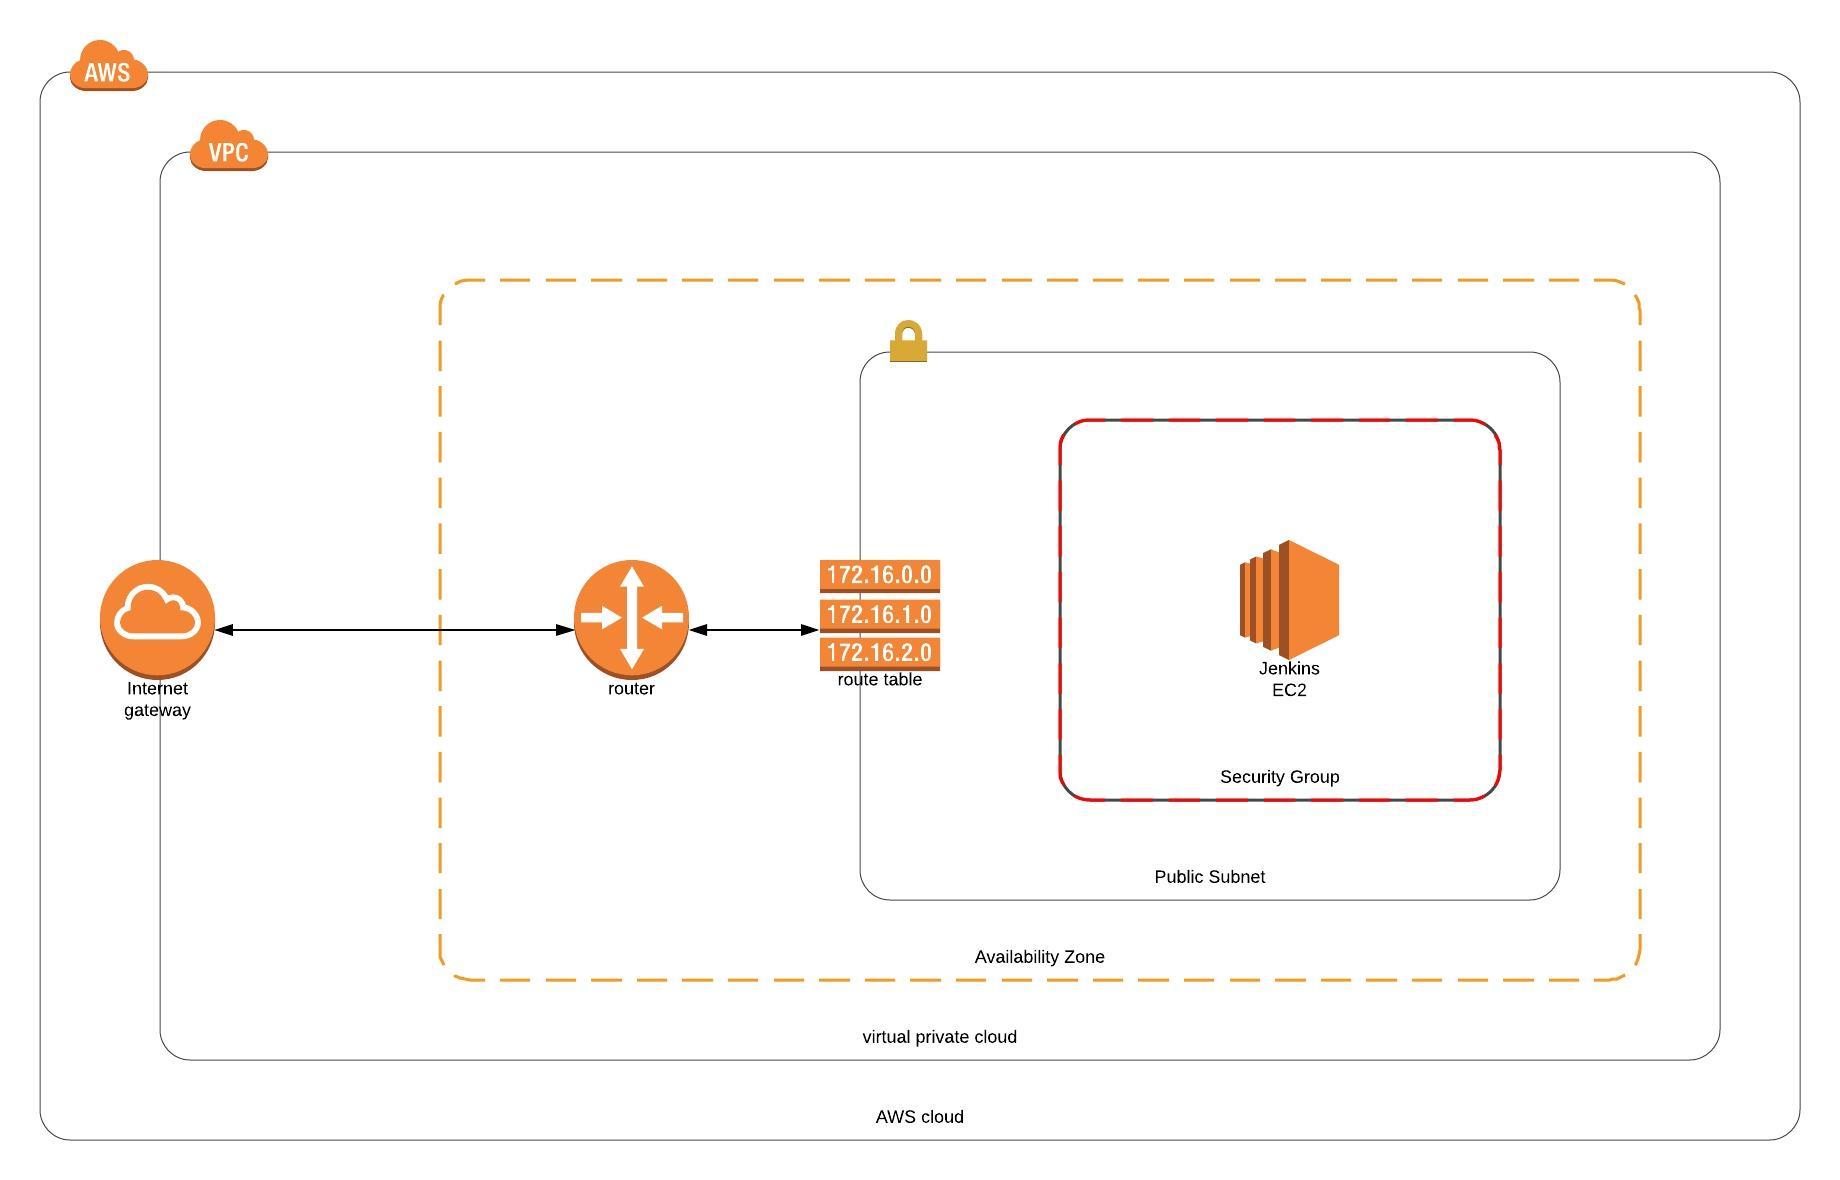 AWS
VPC
172.16.0.0
172.16.1.0
172.16.2.0
route table
Internet
gateway
router
Jenkins
EC2
Security Group
Public Subnet
Availability Zone
virtual private cloud
AWS cloud